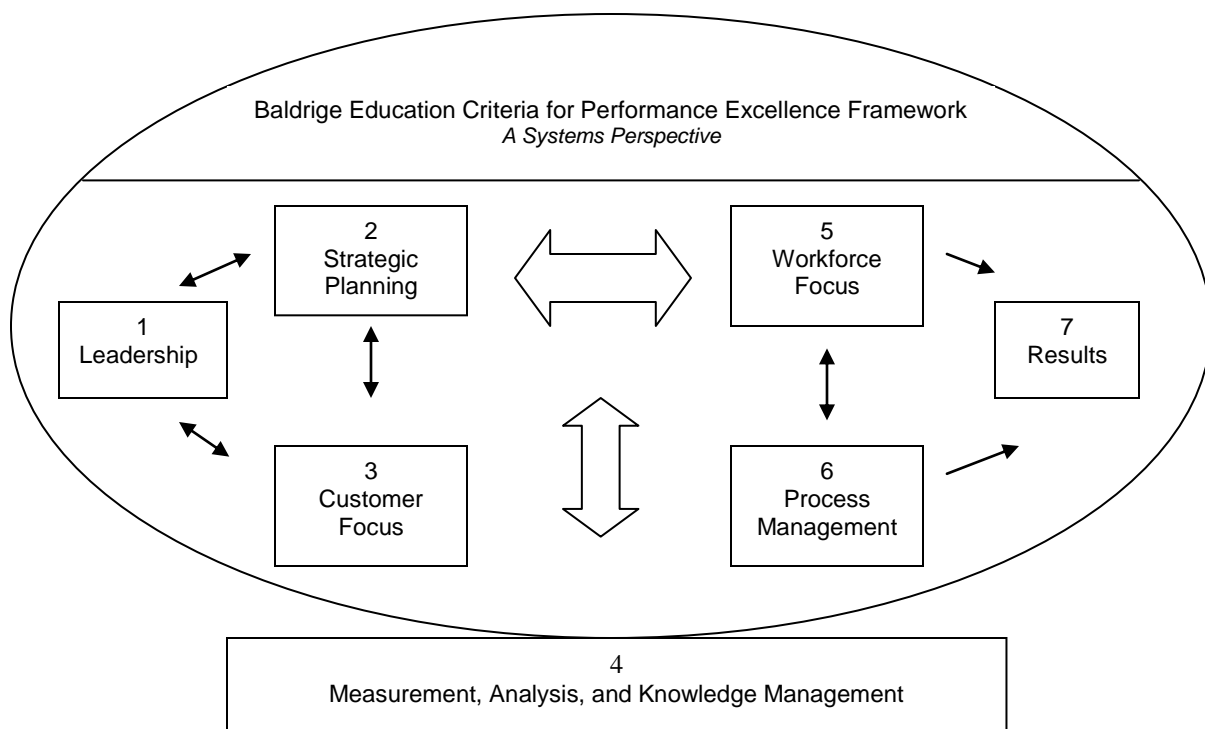 Baldrige Education Criteria for Performance Excellence Framework
A Systems Perspective
2
Strategic
Planning
5
Workforce
Focus
1
Leadership
7
Results
3
Customer
Focus
6
Process
Management
4
Measurement, Analysis, and Knowledge Management